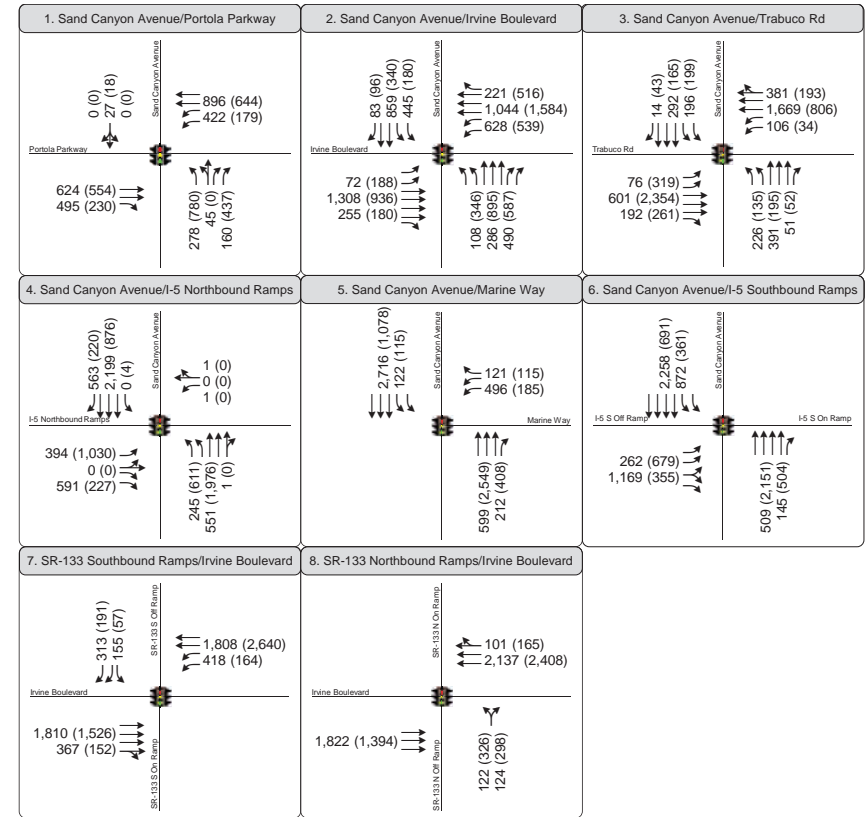 1. Sand Canyon Avenue/Portola Parkway
0 (0)
27 (18)
0 (0)
Sand Canyon Avenue
896 (644)
422 (179)
Portola Parkway
624 (554)
495 (230)
278 (780)
45 (0)
160 (437)
2. Sand Canyon Avenue/Irvine Boulevard
83 (96)
859 (340)
445 (180)
Sand Canyon Avenue
221 (516)
1,044 (1,584)
628 (539)
Irvine Boulevard
72 (188)
1,308 (936)
255 (180)
108 (346)
286 (895)
490 (587)
3. Sand Canyon Avenue/Trabuco Rd
14 (43)
292 (165)
196 (199)
Sand Canyon Avenue
381 (193)
1,669 (806)
106 (34)
Trabuco Rd
76 (319)
601 (2,354)
192 (261)
226 (135)
391 (195)
51 (52)
4. Sand Canyon Avenue/I-5 Northbound Ramps
563 (220)
2,199 (876)
0 (4)
Sand Canyon Avenue
1 (0)
0 (0)
1 (0)
I-5 Northbound Ramps
394 (1,030)
0 (0)
591 (227)
245 (611)
551 (1,976)
1 (0)
5. Sand Canyon Avenue/Marine Way
2,716 (1,078)
122 (115)
Sand Canyon Avenue
121 (115)
496 (185)
Marine Way
599 (2,549)
212 (408)
6. Sand Canyon Avenue/I-5 Southbound Ramps
2,258 (691)
872 (361)
Sand Canyon Avenue
I-5 S Off Ramp
I-5 S On Ramp
262 (679)
1,169 (355)
509 (2,151)
145 (504)
7. SR-133 Southbound Ramps/Irvine Boulevard
313 (191)
155 (57)
SR-133 S Off Ramp
1,808 (2,640)
418 (164)
Irvine Boulevard
1,810 (1,526)
367 (152)
SR-133 S On Ramp
8. SR-133 Northbound Ramps/Irvine Boulevard
SR-133 N On Ramp
101 (165)
2,137 (2,408)
Irvine Boulevard
1,822 (1,394)
SR-133 N Off Ramp
122 (326)
124 (298)